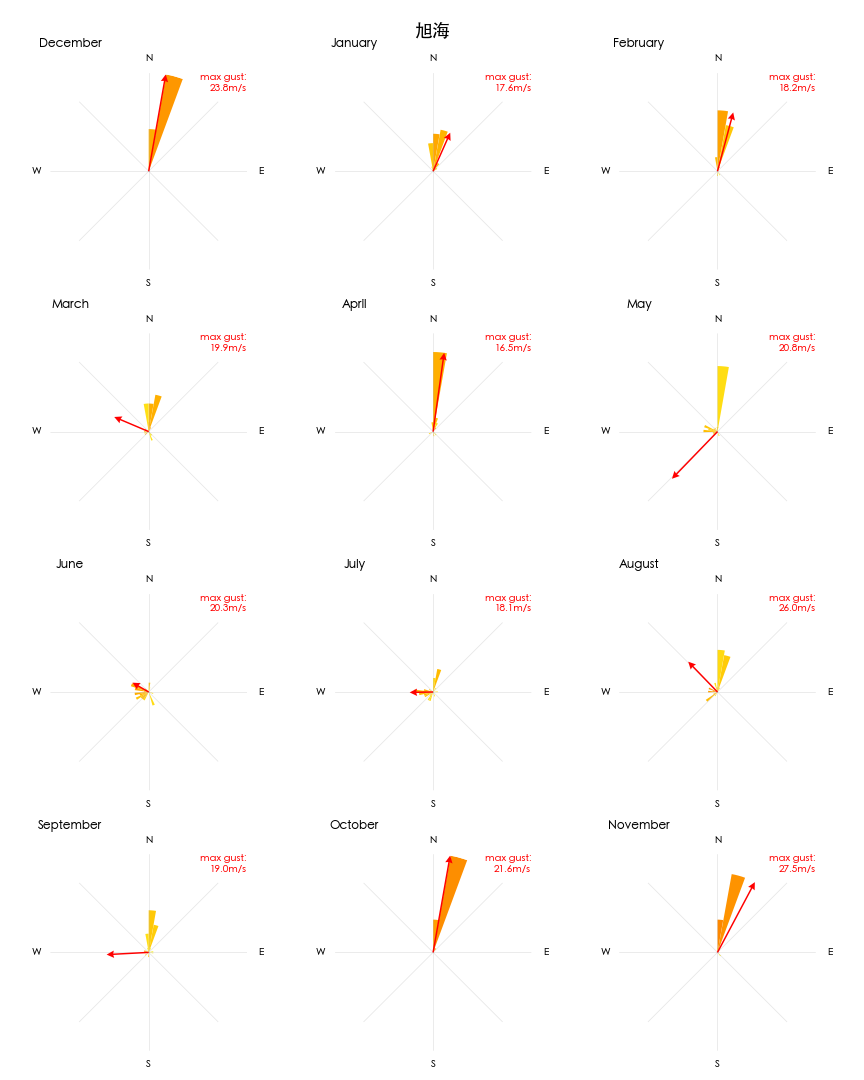 旭海
December
N
max gust:
23.8m/s
W
E
S
January
N
max gust:
17.6m/s
W
E
S
February
N
max gust:
18.2m/s
W
E
S
March
N
max gust:
19.9m/s
W
E
S
April
N
max gust:
16.5m/s
W
E
S
May
N
max gust:
20.8m/s
W
E
S
June
N
max gust:
20.3m/s
W
E
S
July
N
max gust:
18.1m/s
W
E
S
August
N
max gust:
26.0m/s
W
E
S
September
N
max gust:
19.0m/s
W
E
S
October
N
max gust:
21.6m/s
W
E
S
November
N
max gust:
27.5m/s
W
E
S